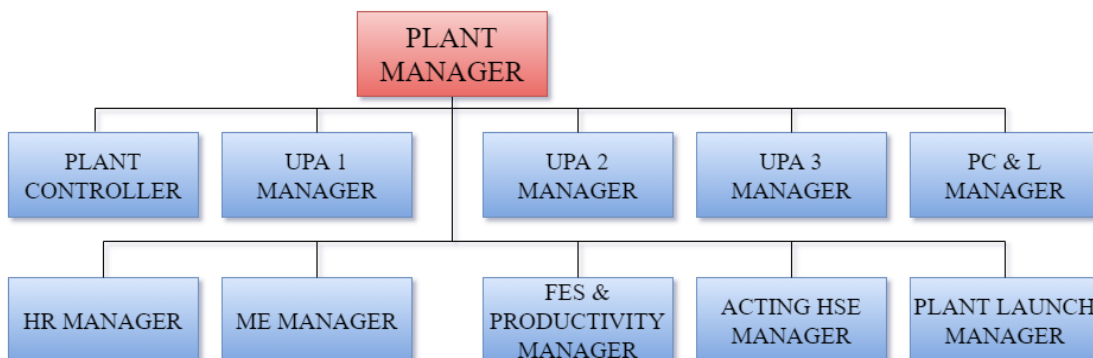 PLANT
MANAGER
PLANT
CONTROLLER
UPA 1
MANAGER
UPA 2
MANAGER
UPA 3
MANAGER
PC & L
MANAGER
HR MANAGER
ME MANAGER
FES &
PRODUCTIVITY
MANAGER
ACTING HSE
MANAGER
PLANT LAUNCH
MANAGER